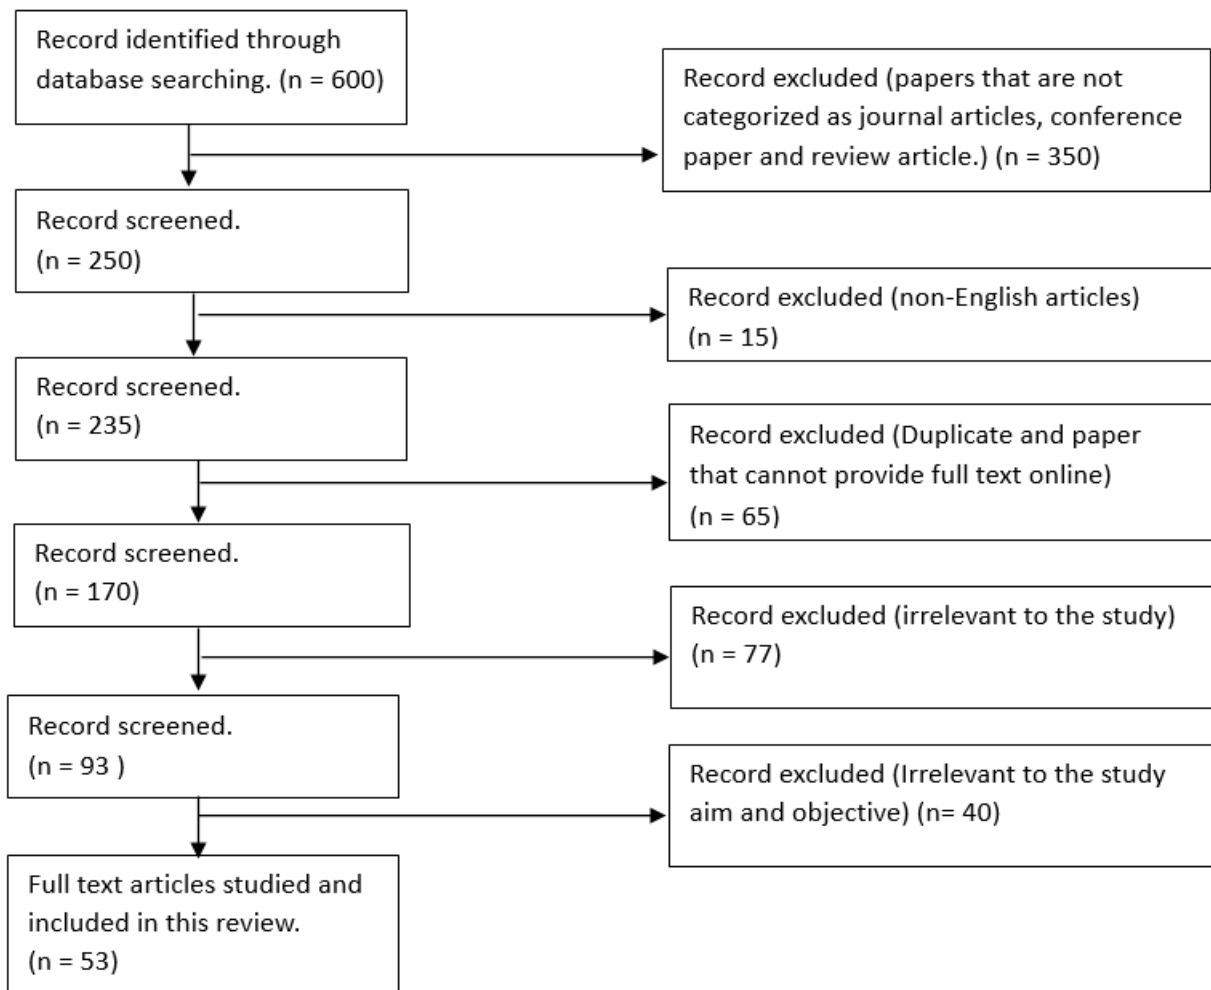 Record identified through
database searching. (n = 600)
Record excluded (papers that are not
categorized as journal articles, conference
paper and review article.) (n = 350)
Record screened.
(n = 250)
Record excluded (non-English articles)
(n = 15)
Record screened.
(n = 235)
Record excluded (Duplicate and paper
that cannot provide full text online)
(n = 65)
Record screened.
(n = 170)
Record excluded (irrelevant to the study)
(n = 77)
Record screened.
(n = 93 )
Record excluded (Irrelevant to the study
aim and objective) (n= 40)
Full text articles studied and
included in this review.
(n = 53)